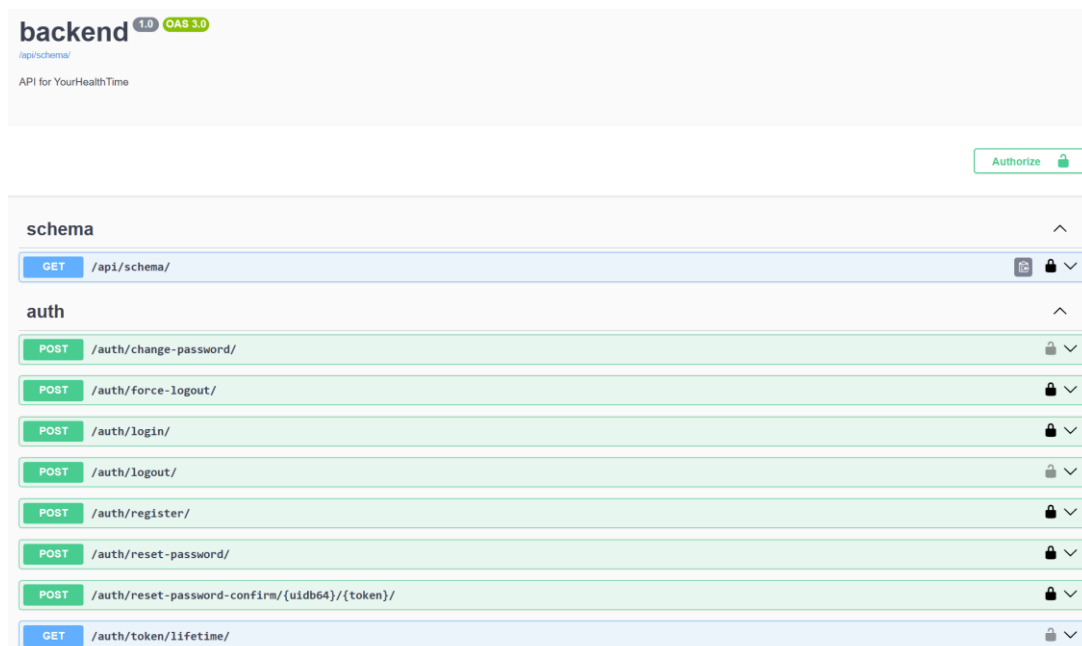 backend 1.0 OAS 3.0
/api/schema/
API for YourHealthTime
Authorize
schema
GET /api/schema/
auth
POST /auth/change-password/
POST /auth/force-logout/
POST /auth/login/
POST /auth/logout/
POST /auth/register/
POST /auth/reset-password/
POST /auth/reset-password-confirm/{uidb64}/{token}/
GET /auth/token/lifetime/